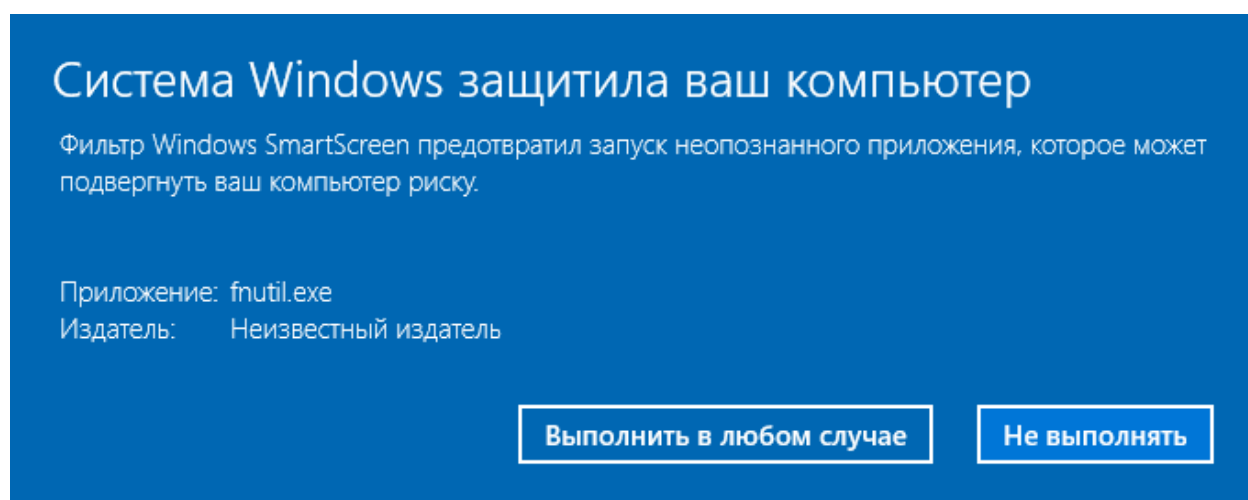 Система Windows защитила ваш компьютер
Фильтр Windows SmartScreen предотвратил запуск неопознанного приложения, которое может
подвергнуть ваш компьютер риску.
Приложение: fnutil.exe
Издатель: Неизвестный издатель
Выполнить в любом случае Не выполнять